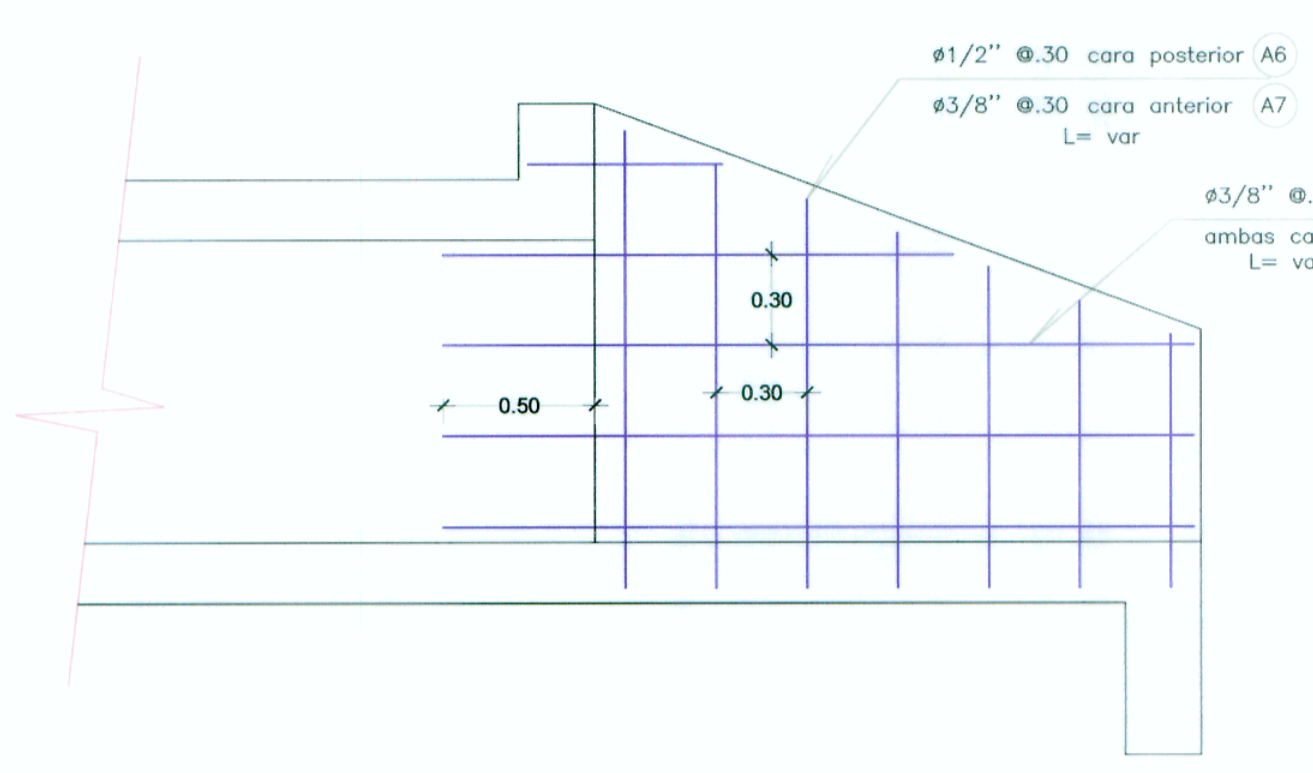 ø1/2" @.30 cara posterior A6
ø3/8" @.30 cara anterior A7
L= var
ø3/8" @.
ambas ca
L= va
0.30
0.30
0.50